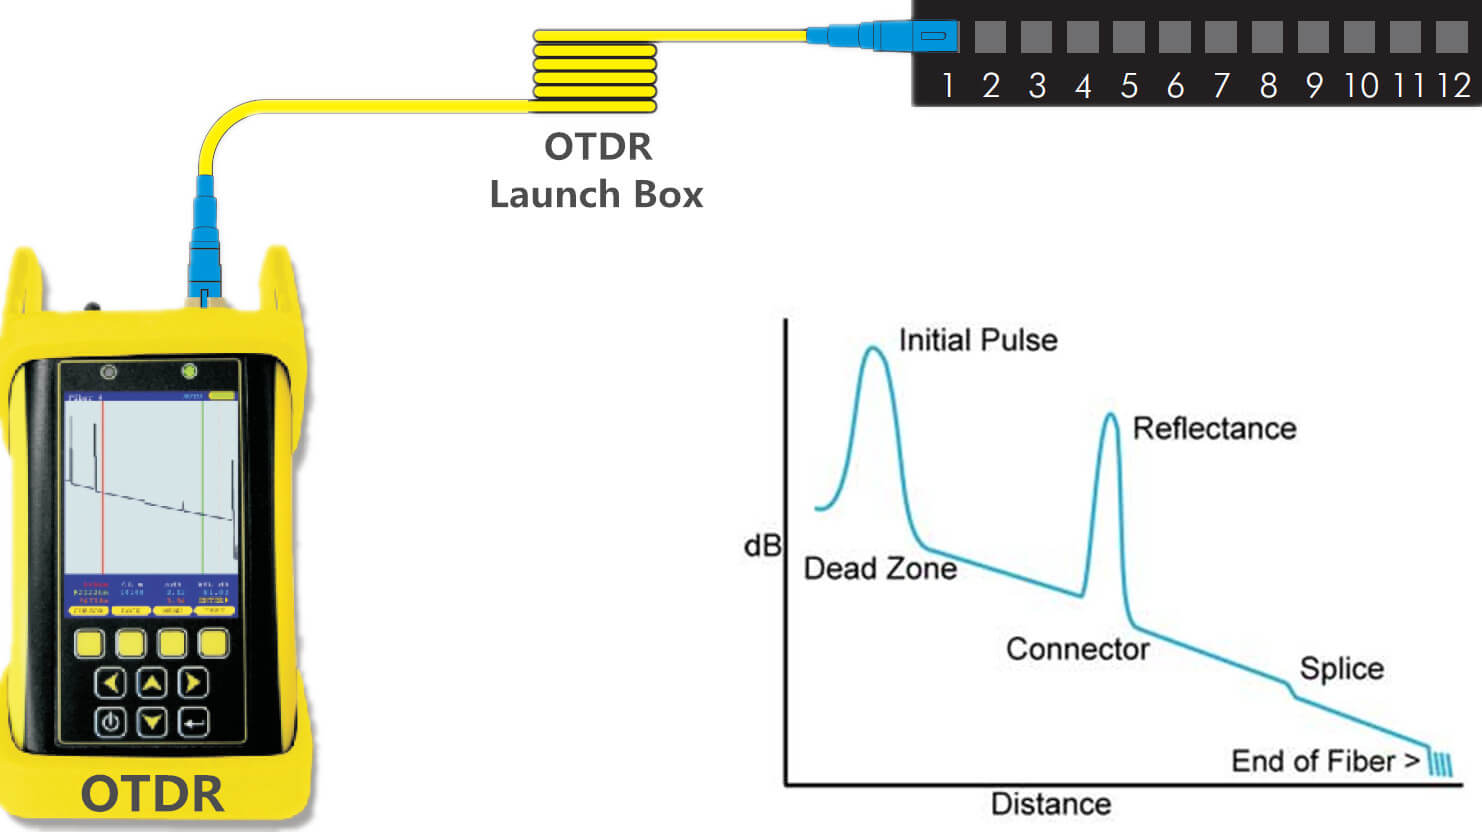 1 2 3 4 5 6 7 8 9 10 11 12
OTDR
Launch Box
Fiber
OTDR
Initial Pulse
Reflectance
dB
Dead Zone
Connector
Splice
End of Fiber >
Distance